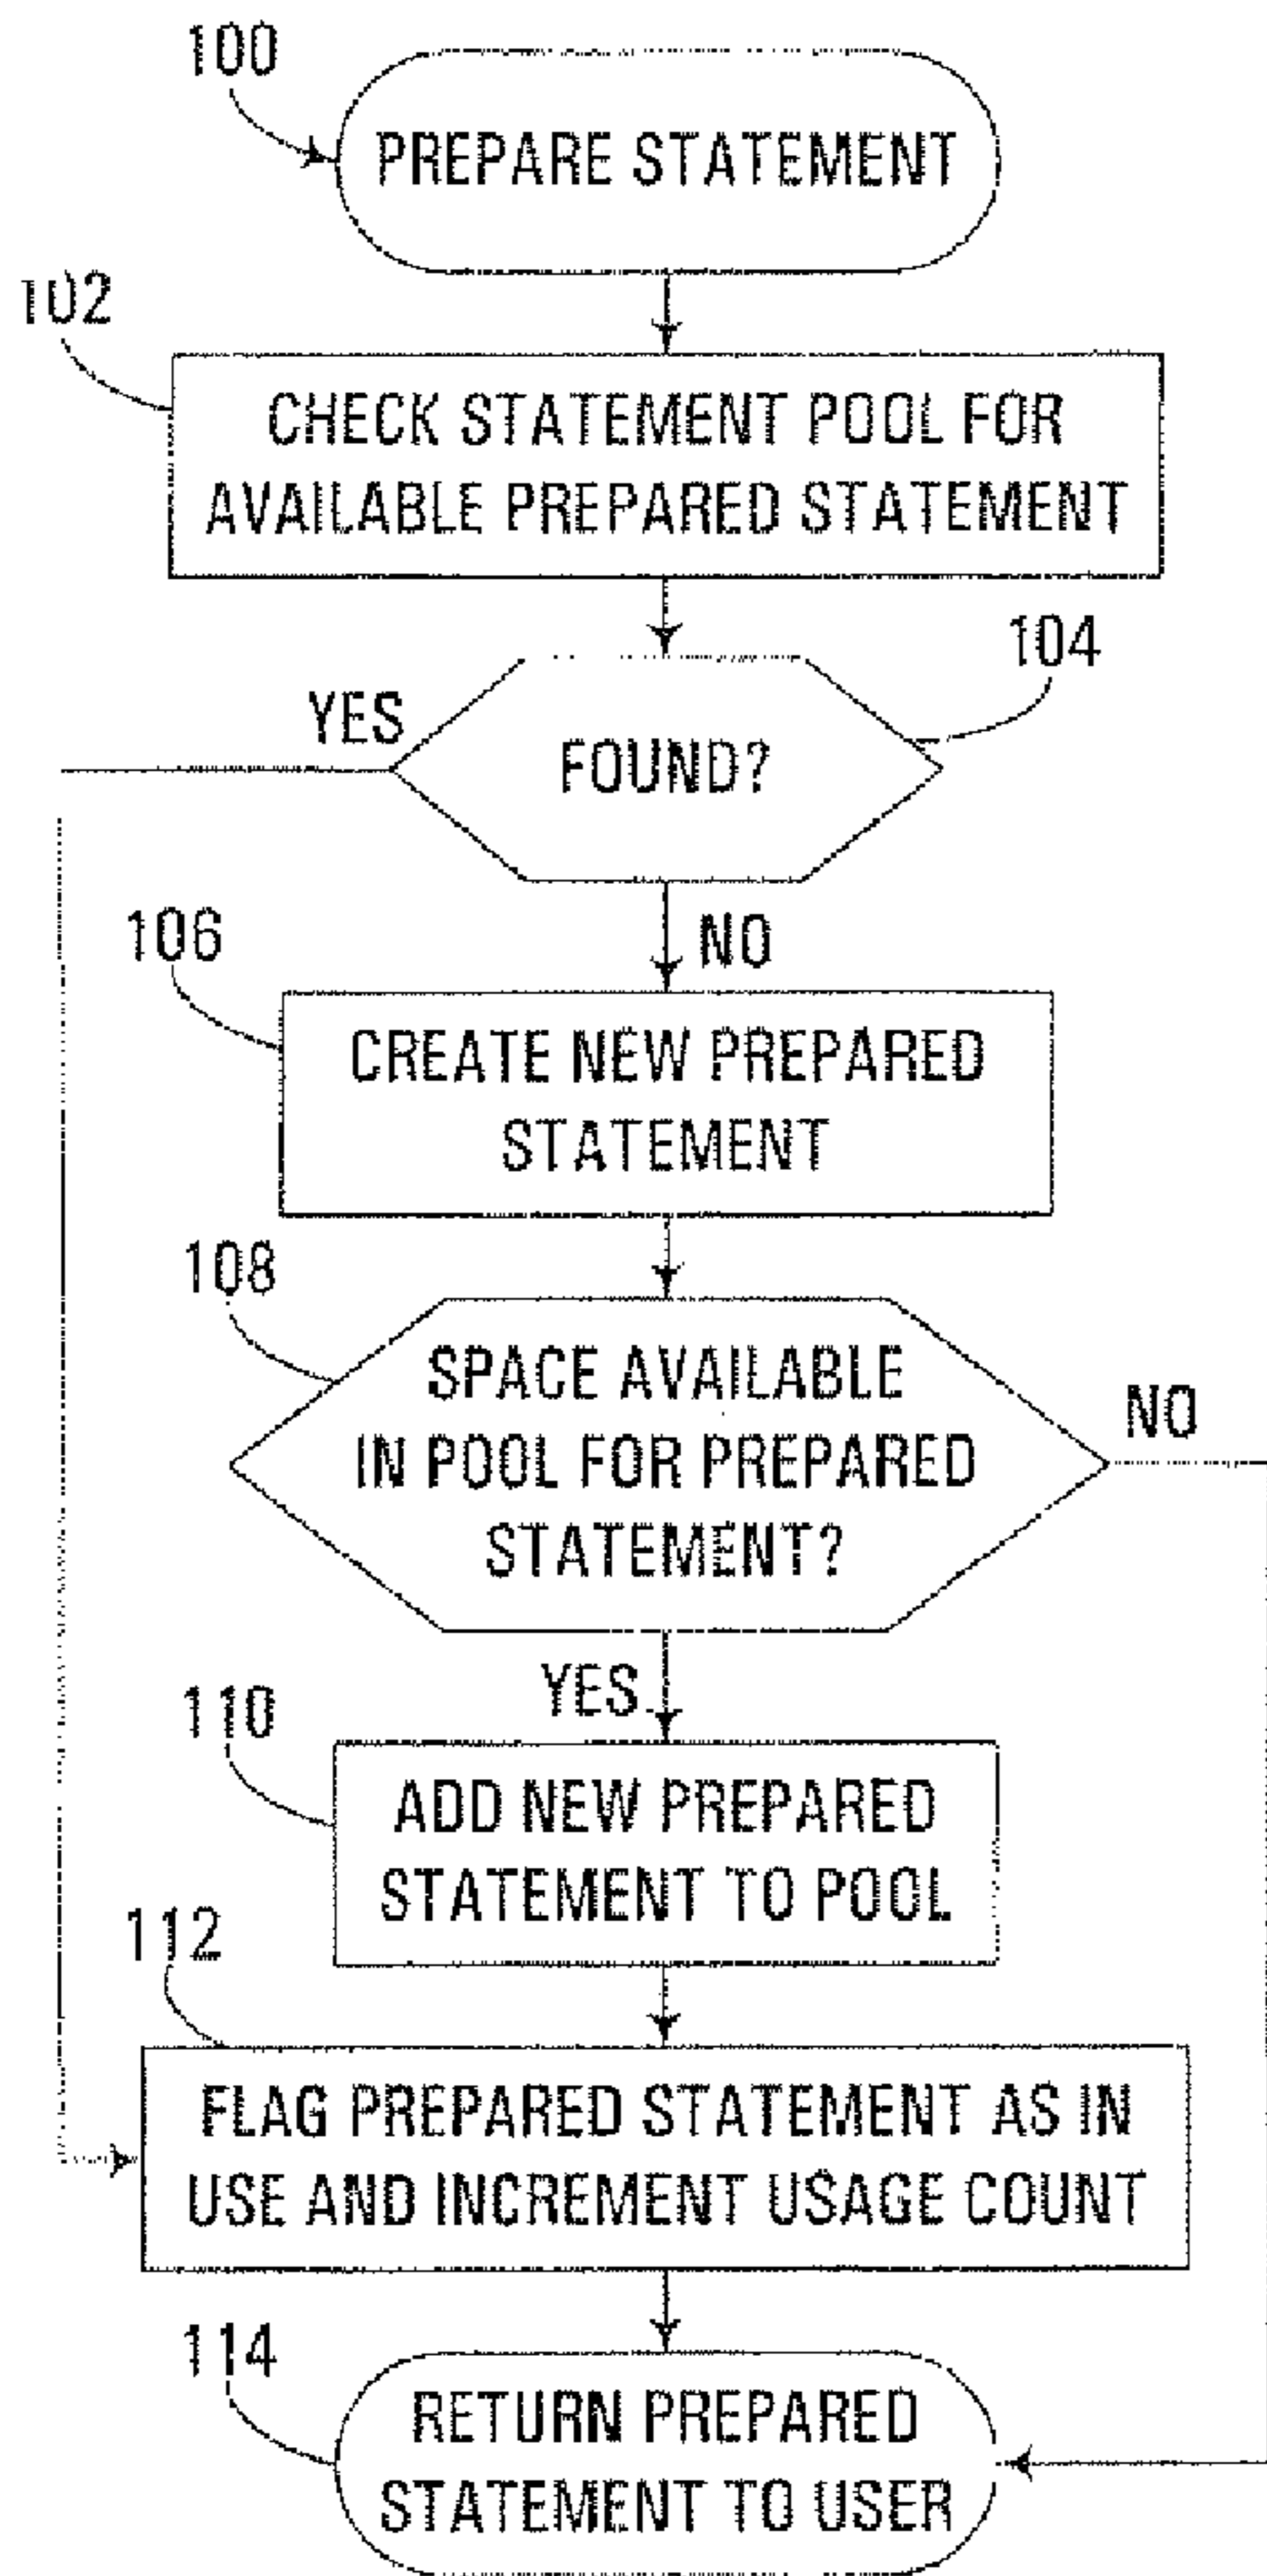 100
PREPARE STATEMENT
102
CHECK STATEMENT POOL FOR
AVAILABLE PREPARED STATEMENT
104
YES
FOUND?
NO
106
CREATE NEW PREPARED
STATEMENT
108
SPACE AVAILABLE
IN POOL FOR PREPARED
STATEMENT?
NO
YES
110
ADD NEW PREPARED
STATEMENT TO POOL
112
FLAG PREPARED STATEMENT AS IN
USE AND INCREMENT USAGE COUNT
114
RETURN PREPARED
STATEMENT TO USER